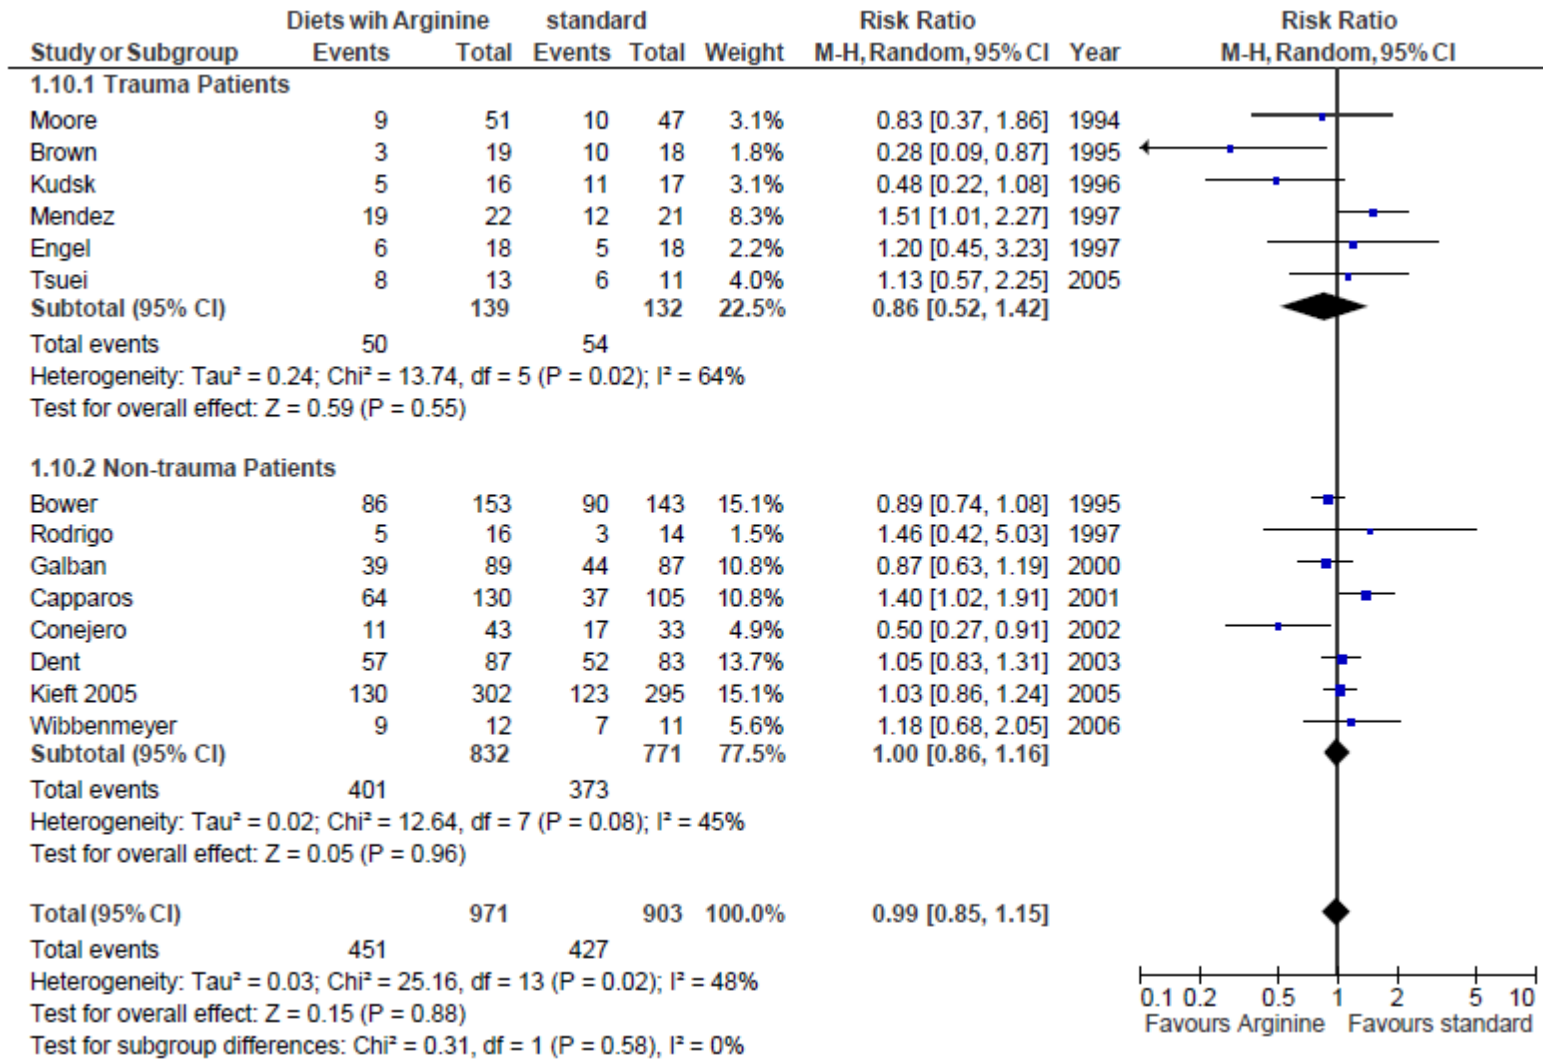 Diets wih Arginine standard Risk Ratio Risk Ratio
Study or Subgroup Events Total Events Total Weight M-H, Random, 95% CI Year M-H, Random, 95% CI
1.10.1 Trauma Patients
Moore 9 51 10 47 3.1% 0.83 [0.37, 1.86] 1994
Brown 3 19 10 18 1.8% 0.28 [0.09, 0.87] 1995
Kudsk 5 16 11 17 3.1% 0.48 [0.22, 1.08] 1996
Mendez 19 22 12 21 8.3% 1.51 [1.01, 2.27] 1997
Engel 6 18 5 18 2.2% 1.20 [0.45, 3.23] 1997
Tsuei 8 13 6 11 4.0% 1.13 [0.57, 2.25] 2005
Subtotal (95% CI) 139 132 22.5% 0.86 [0.52, 1.42]
Total events 50 54
Heterogeneity: Tau² = 0.24; Chi² = 13.74, df = 5 (P = 0.02); I² = 64%
Test for overall effect: Z = 0.59 (P = 0.55)
1.10.2 Non-trauma Patients
Bower 86 153 90 143 15.1% 0.89 [0.74, 1.08] 1995
Rodrigo 5 16 3 14 1.5% 1.46 [0.42, 5.03] 1997
Galban 39 89 44 87 10.8% 0.87 [0.63, 1.19] 2000
Capparos 64 130 37 105 10.8% 1.40 [1.02, 1.91] 2001
Conejero 11 43 17 33 4.9% 0.50 [0.27, 0.91] 2002
Dent 57 87 52 83 13.7% 1.05 [0.83, 1.31] 2003
Kieft 2005 130 302 123 295 15.1% 1.03 [0.86, 1.24] 2005
Wibbenmeyer 9 12 7 11 5.6% 1.18 [0.68, 2.05] 2006
Subtotal (95% CI) 832 771 77.5% 1.00 [0.86, 1.16]
Total events 401 373
Heterogeneity: Tau² = 0.02; Chi² = 12.64, df = 7 (P = 0.08); I² = 45%
Test for overall effect: Z = 0.05 (P = 0.96)
Total (95% CI) 971 903 100.0% 0.99 [0.85, 1.15]
Total events 451 427
Heterogeneity: Tau² = 0.03; Chi² = 25.16, df = 13 (P = 0.02); I² = 48%
Test for overall effect: Z = 0.15 (P = 0.88)
Test for subgroup differences: Chi² = 0.31, df = 1 (P = 0.58), I² = 0%
0.1 0.2 0.5 1 2 5 10
Favours Arginine Favours standard